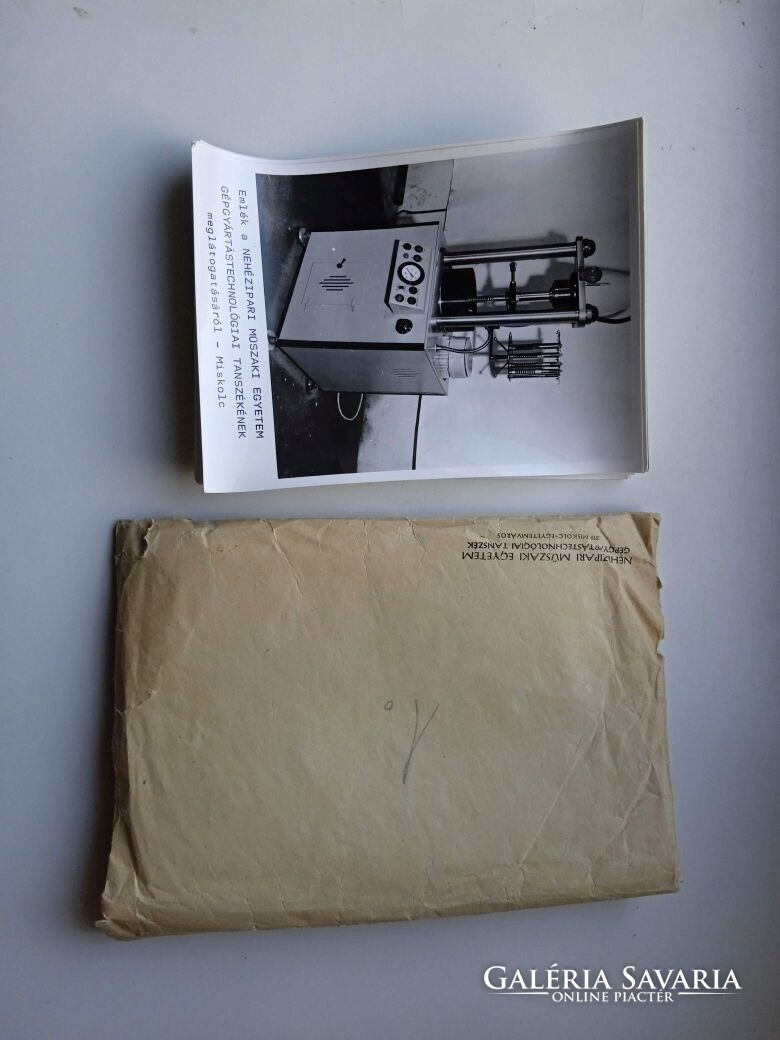 Emlék a NEHÉZIPARI MŰSZAKI EGYETEM
GÉPGYÁRTÁSTECHNOLÓGIAI TANSZÉKÉNEK
meglátogatásáról - Miskolc
NEHÉZIPARI MŰSZAKI EGYETEM
GÉPGYÁRTÁSTECHNOLÓGIAI TANSZÉK
MISKOLC-EGYETEMVÁROS
1.
GALÉRIA SAVARIA
ONLINE PIACTÉR